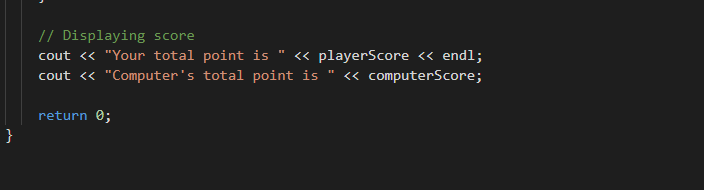 // Displaying score
cout << "Your total point is " << playerScore << endl;
cout << "Computer's total point is " << computerScore;
return 0;
}